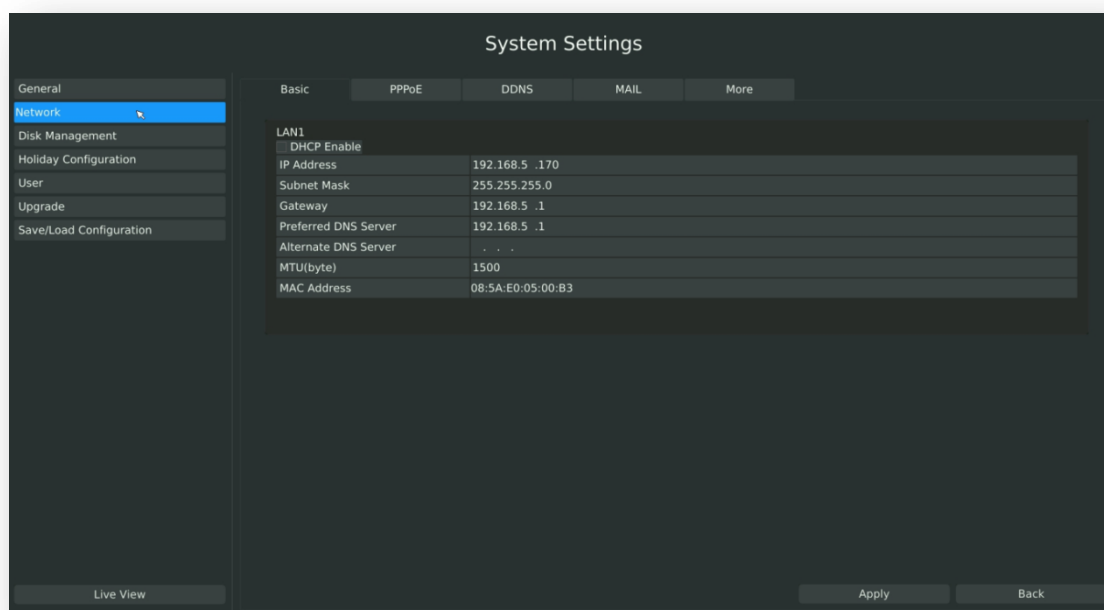 System Settings
General
Network
Disk Management
Holiday Configuration
User
Upgrade
Save/Load Configuration
Live View
Basic PPPoE DDNS MAIL More
LAN1
DHCP Enable
IP Address 192.168.5 .170
Subnet Mask 255.255.255.0
Gateway 192.168.5 .1
Preferred DNS Server 192.168.5 .1
Alternate DNS Server . . .
MTU(byte) 1500
MAC Address 08:5A:E0:05:00:B3
Apply Back